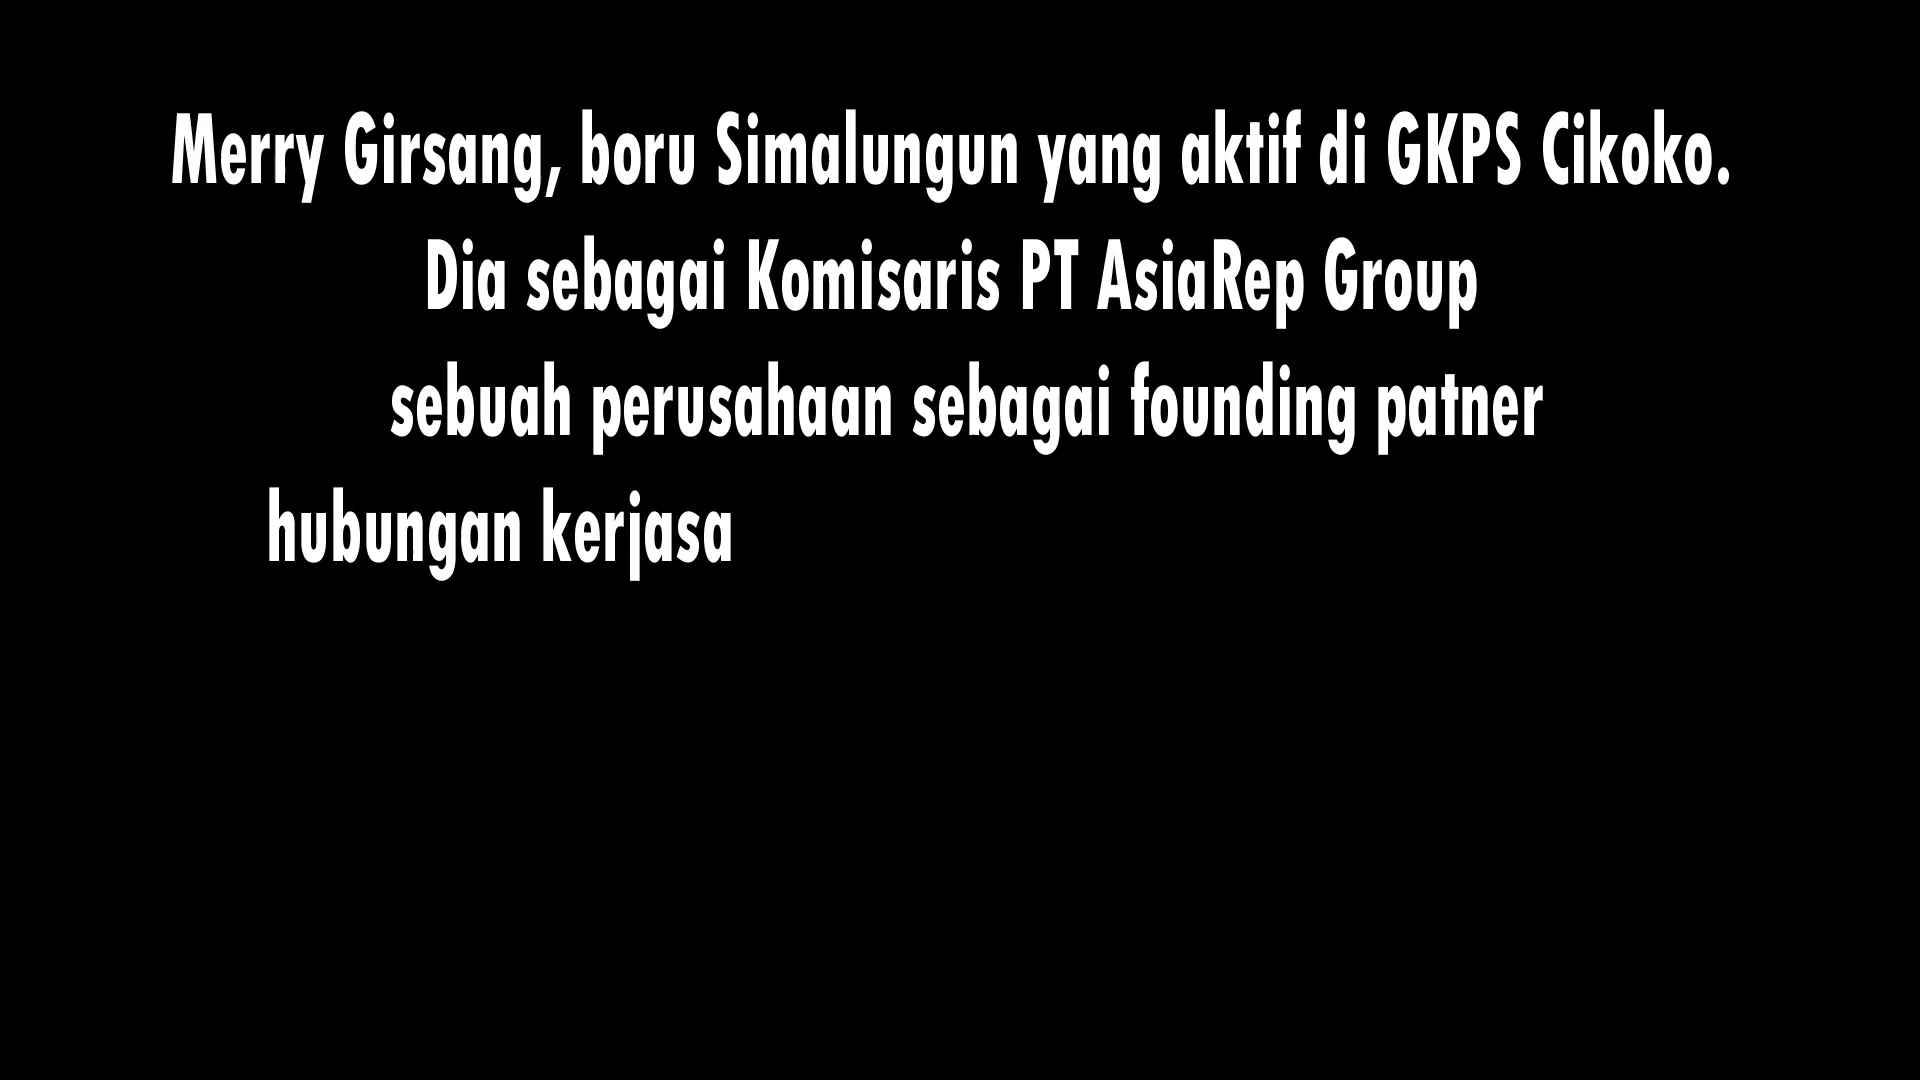 Merry Girsang, boru Simalungun yang aktif di GKPS Cikoko.
Dia sebagai Komisaris PT AsiaRep Group
sebuah perusahaan sebagai founding patner
hubungan kerjasa